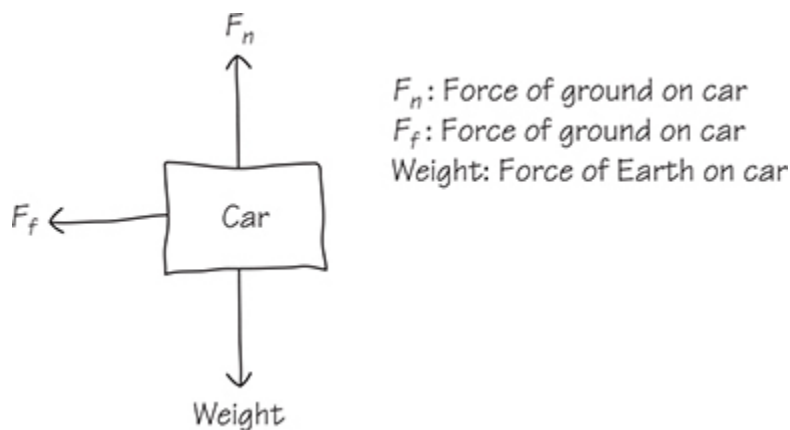 Fn
Fn: Force of ground on car
Ff: Force of ground on car
Weight: Force of Earth on car
Ff
Car
Weight